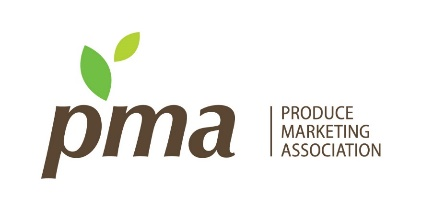 pma
PRODUCE
MARKETING
ASSOCIATION